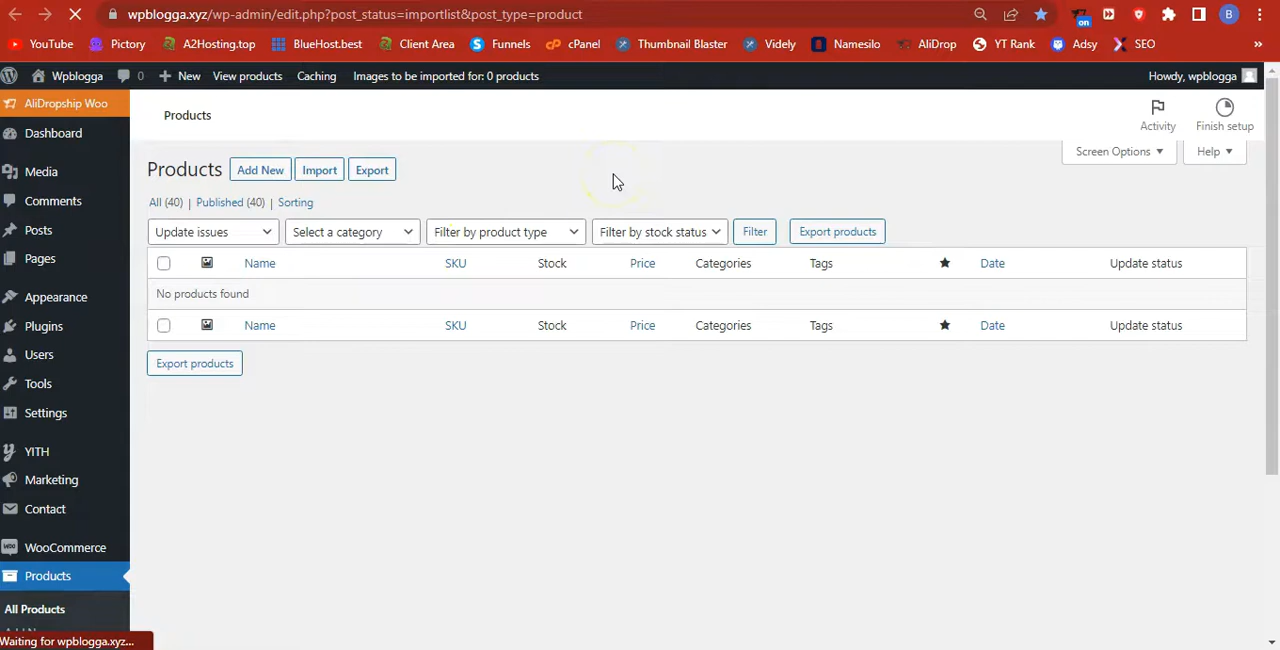 wpblogga.xyz/wp-admin/edit.php?post_status=importlist&post_type=product
B
YouTube Pictory A2Hosting.top BlueHost.best Client Area Funnels cPanel Thumbnail Blaster Videly Namesilo AliDrop YT Rank Adsy SEO »
on
Wpblogga 0 New View products Caching Images to be imported for 0 products Howdy, wpblogga
AliDropship Woo
Dashboard
Media
Comments
Posts
Pages
Appearance
Plugins
Users
Tools
Settings
YITH
Marketing
Contact
WooCommerce
Products
All Products
Waiting for wpblogga.xyz...
Products
Activity Finish setup
Screen Options Help
Products Add New Import Export
All (40) | Published (40) | Sorting
Update issues Select a category Filter by product type Filter by stock status Filter Export products
Name SKU Stock Price Categories Tags Date Update status
No products found
Name SKU Stock Price Categories Tags Date Update status
Export products